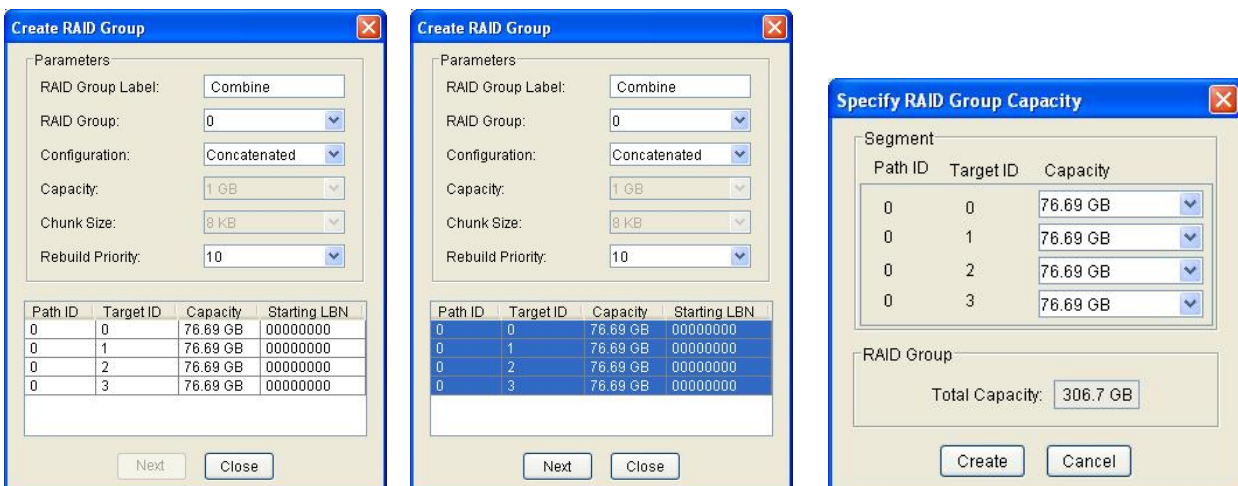 Create RAID Group
Parameters
RAID Group Label: Combine
RAID Group: 0
Configuration: Concatenated
Capacity: 1 GB
Chunk Size: 8 KB
Rebuild Priority: 10
Path ID Target ID Capacity Starting LBN
0 0 76.69 GB 00000000
0 1 76.69 GB 00000000
0 2 76.69 GB 00000000
0 3 76.69 GB 00000000
Next Close
Create RAID Group
Parameters
RAID Group Label: Combine
RAID Group: 0
Configuration: Concatenated
Capacity: 1 GB
Chunk Size: 8 KB
Rebuild Priority: 10
Path ID Target ID Capacity Starting LBN
0 0 76.69 GB 00000000
0 1 76.69 GB 00000000
0 2 76.69 GB 00000000
0 3 76.69 GB 00000000
Next Close
Specify RAID Group Capacity
Segment
Path ID Target ID Capacity
0 0 76.69 GB
0 1 76.69 GB
0 2 76.69 GB
0 3 76.69 GB
RAID Group
Total Capacity: 306.7 GB
Create Cancel